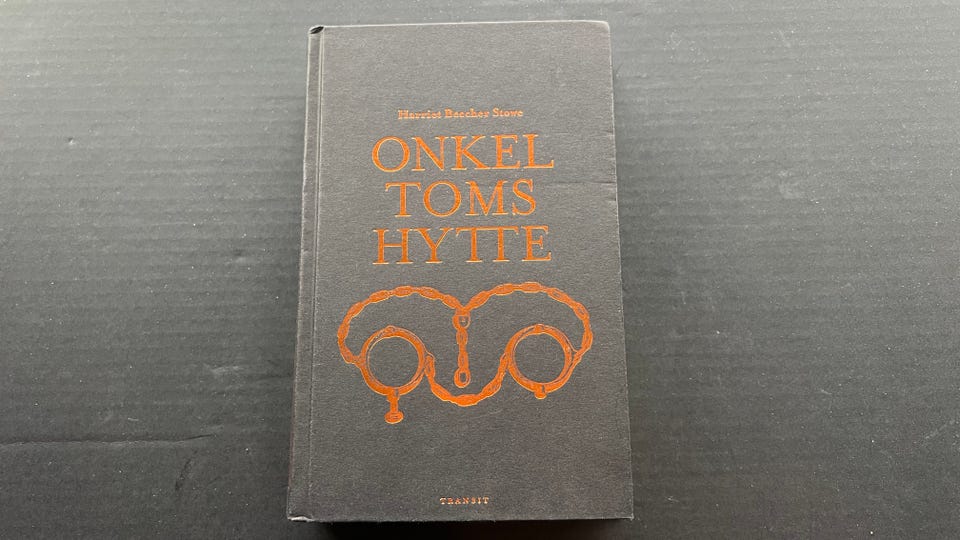 Harriet Beecher Stowe
ONKEL
TOMS
HYTTE
TRANSIT